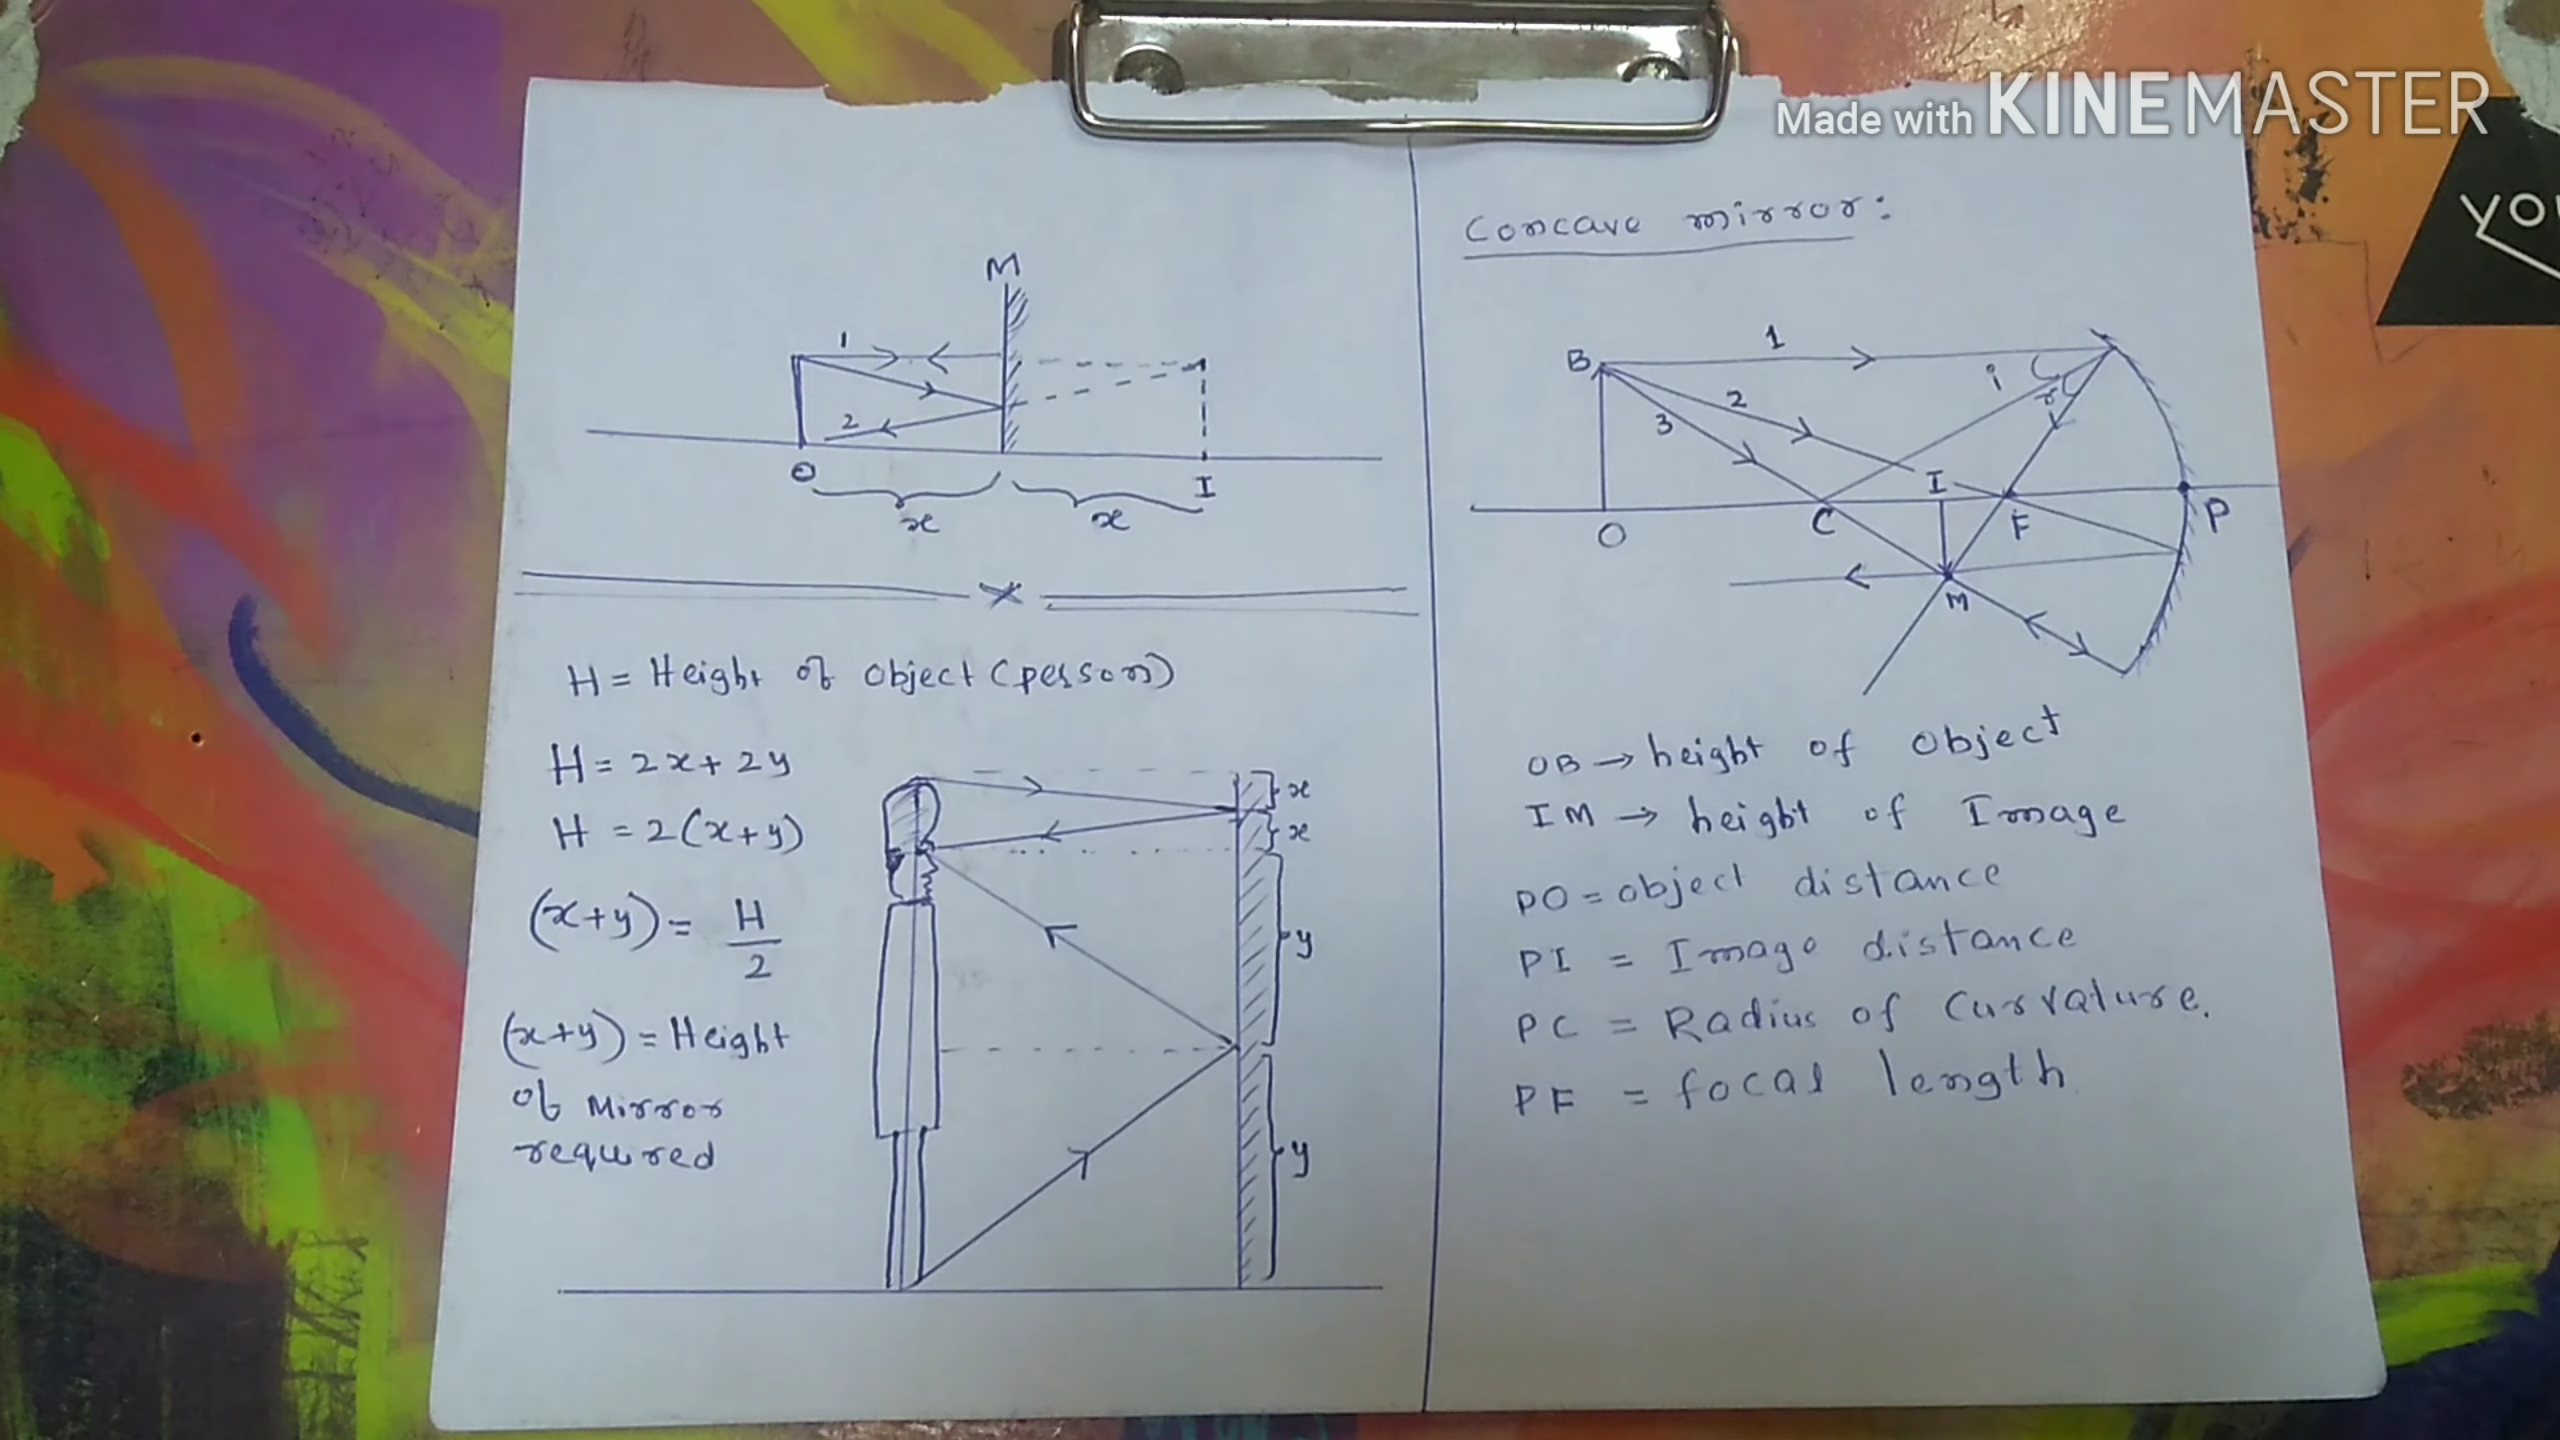 Made with KINEMASTER
YO
M
1
2
O
I
x
x
H = Height of object (person)
H = 2x + 2y
H = 2(x+y)
(x+y) = H
2
(x+y) = Height
of Mirror
required
x
x
y
y
Concave mirror:
B
1
2
3
i
r
I
O
C
F
P
M
OB → height of object
IM → height of Image
PO = object distance
PI = Image distance
PC = Radius of Curvature.
PF = focal length